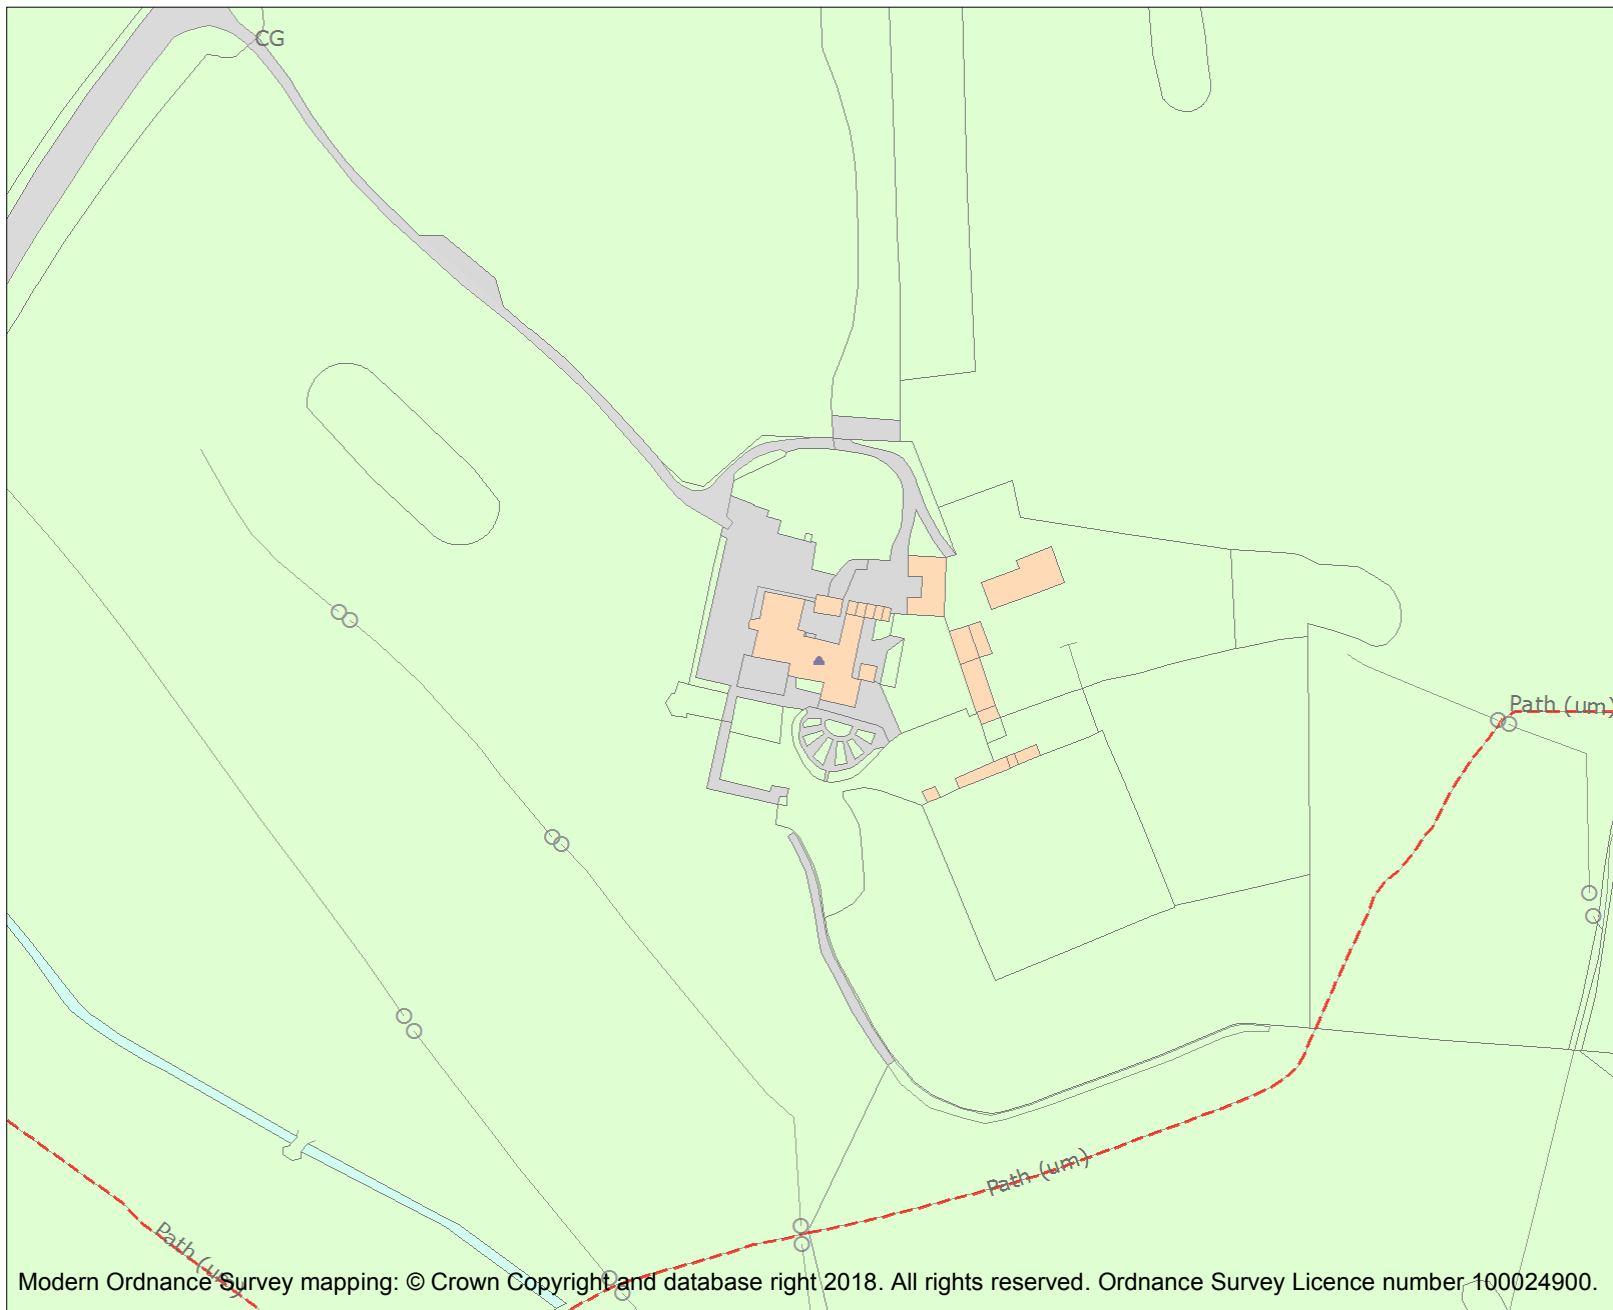 CG
Path (um)
Path (um)
Path (um)
Modern Ordnance Survey mapping: © Crown Copyright and database right 2018. All rights reserved. Ordnance Survey Licence number 100024900.